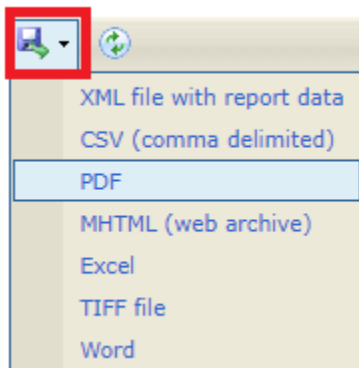 XML file with report data
CSV (comma delimited)
PDF
MHTML (web archive)
Excel
TIFF file
Word